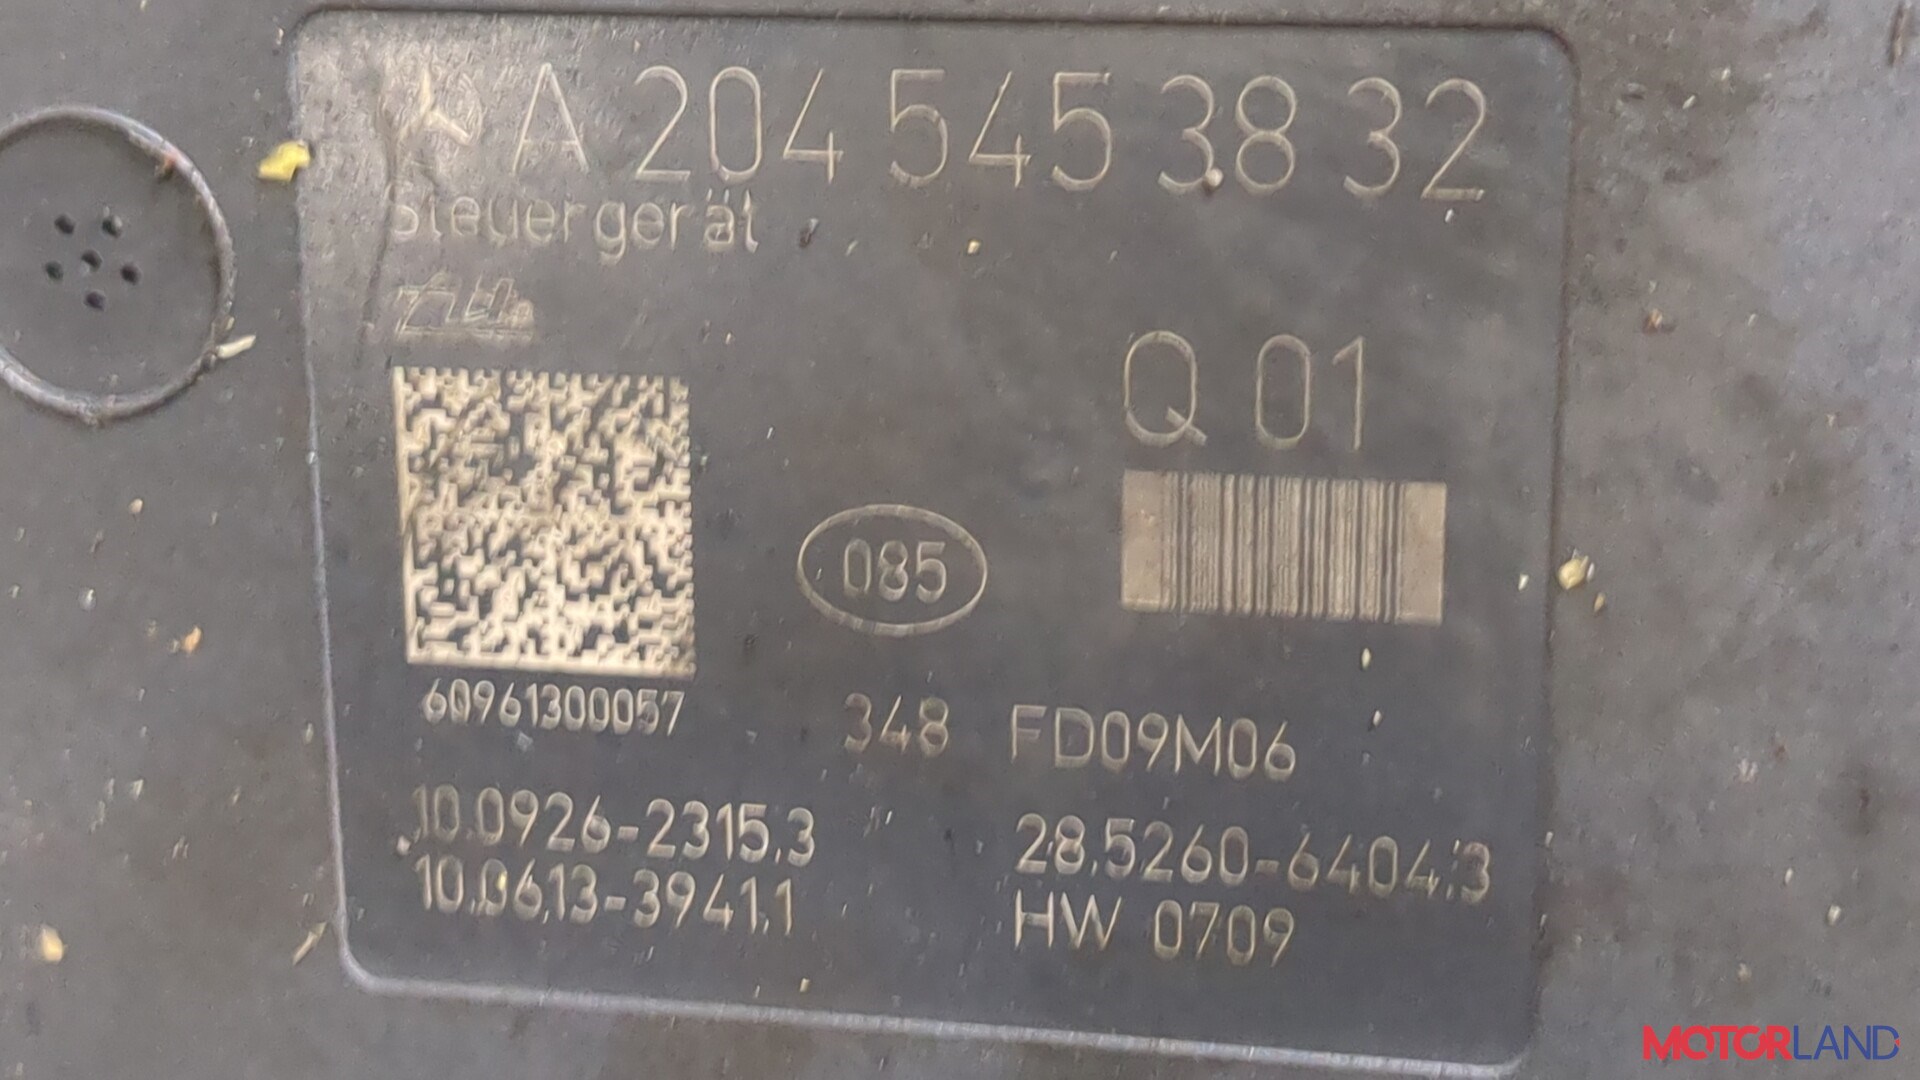 A 204 545 38 32
Steuergerät
Q 01
085
60961300057
348 FD09M06
10.0926-2315.3
28.5260-6404.3
10.0613-3941.1
HW 0709
MOTORLAND